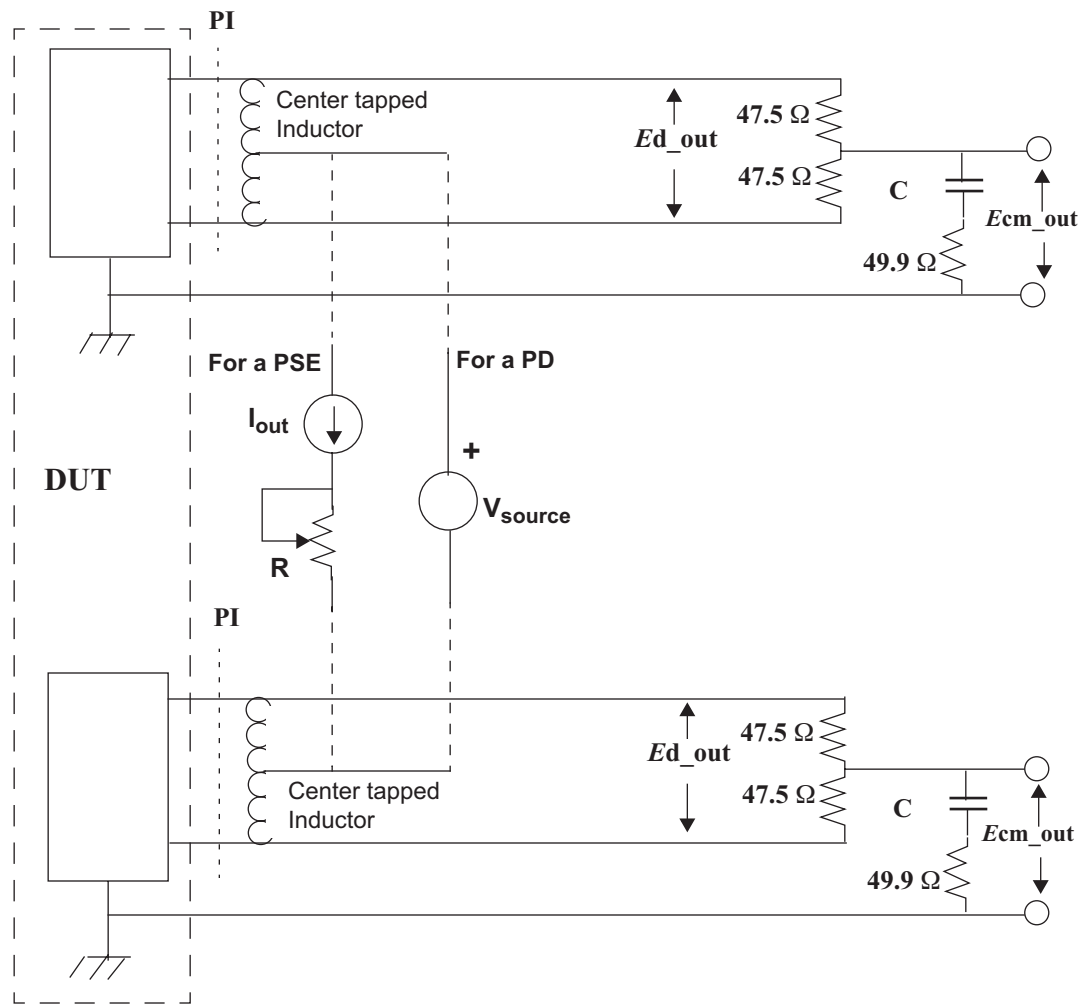 PI
Center tapped
Inductor
Ed_out
47.5 Ω
47.5 Ω
C
49.9 Ω
Ecm_out
For a PSE
For a PD
Iout
+
Vsource
R
DUT
PI
Center tapped
Inductor
Ed_out
47.5 Ω
47.5 Ω
C
49.9 Ω
Ecm_out